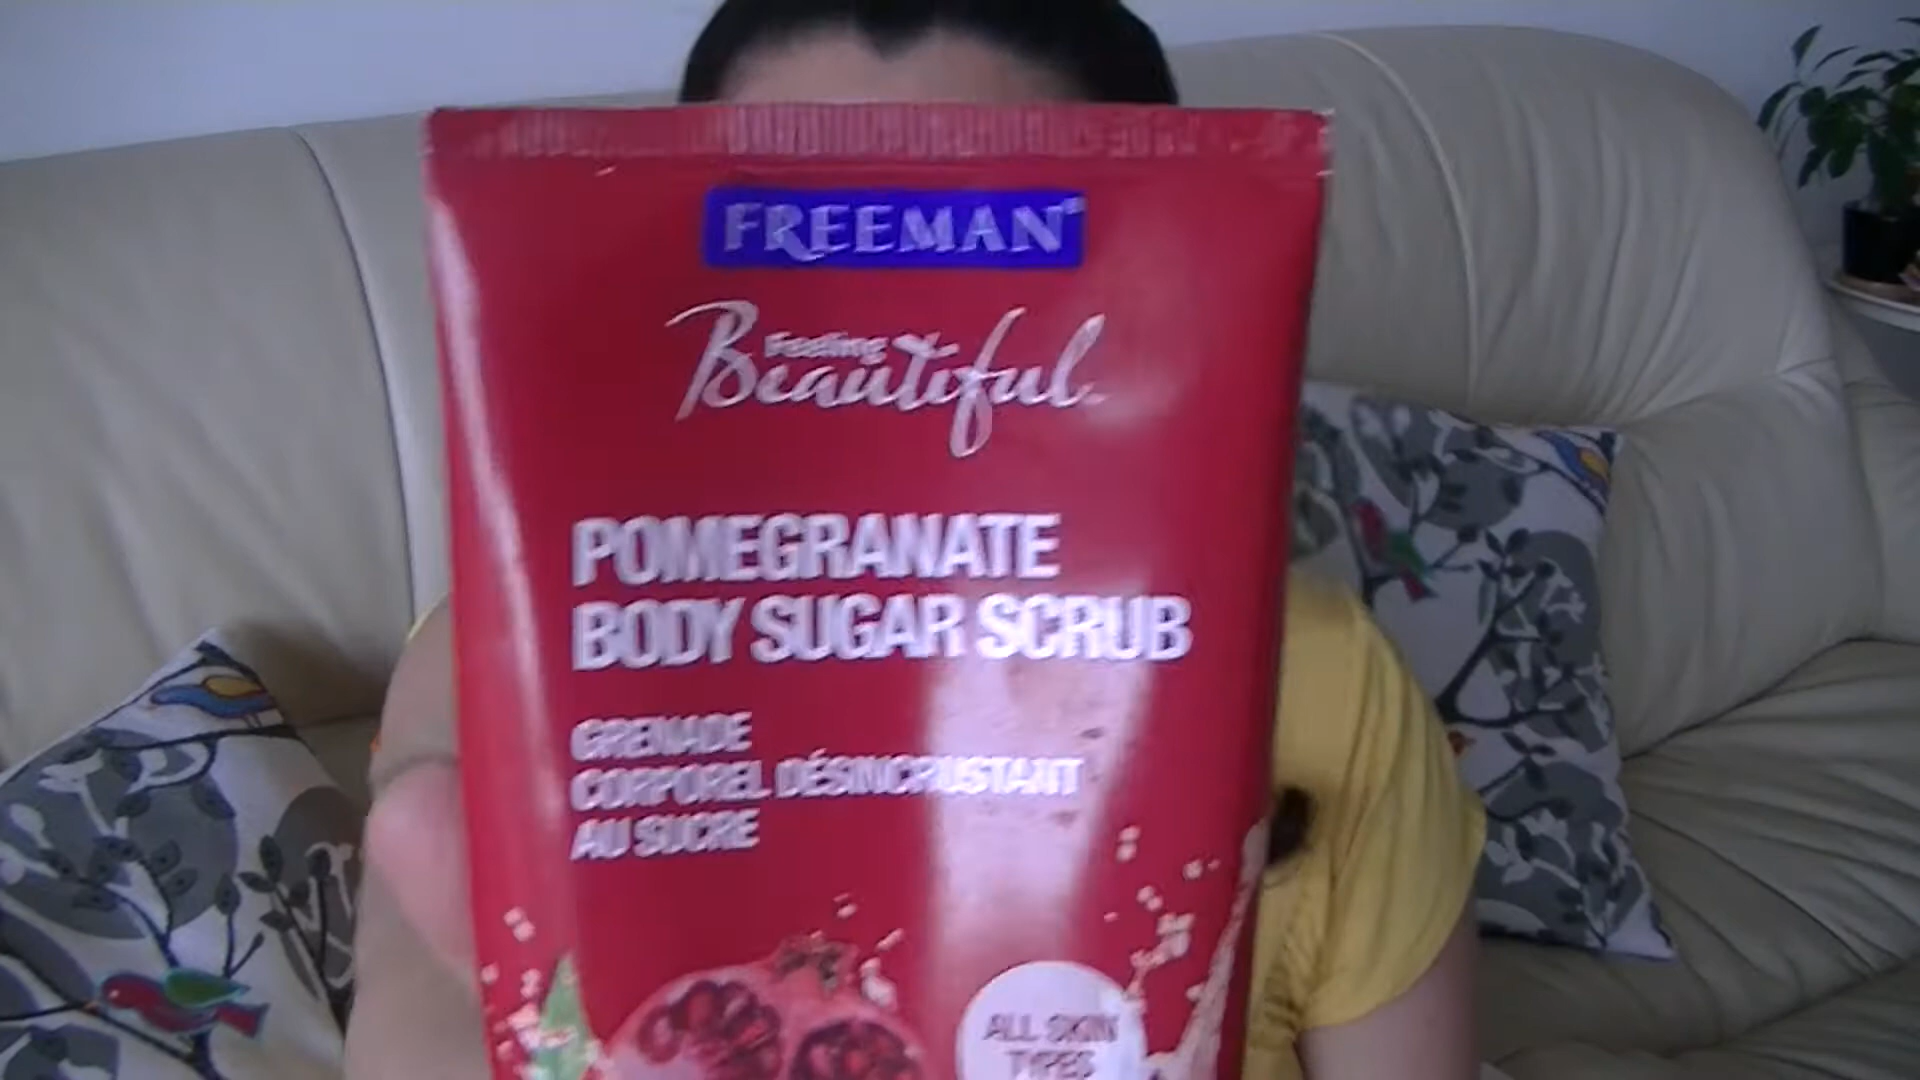 FREEMAN
Feeling
Beautiful.
POMEGRANATE
BODY SUGAR SCRUB
GRENADE
CORPOREL DÉSINCRUSTANT
AU SUCRE
ALL SKIN
TYPES